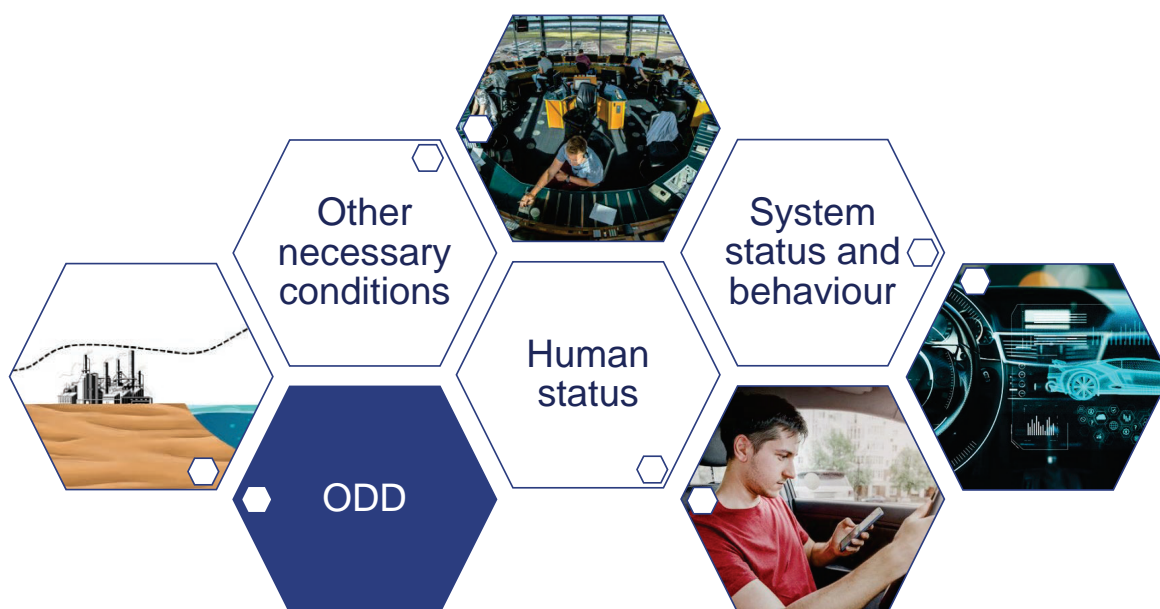 Other
necessary
conditions
System
status and
behaviour
Human
status
ODD